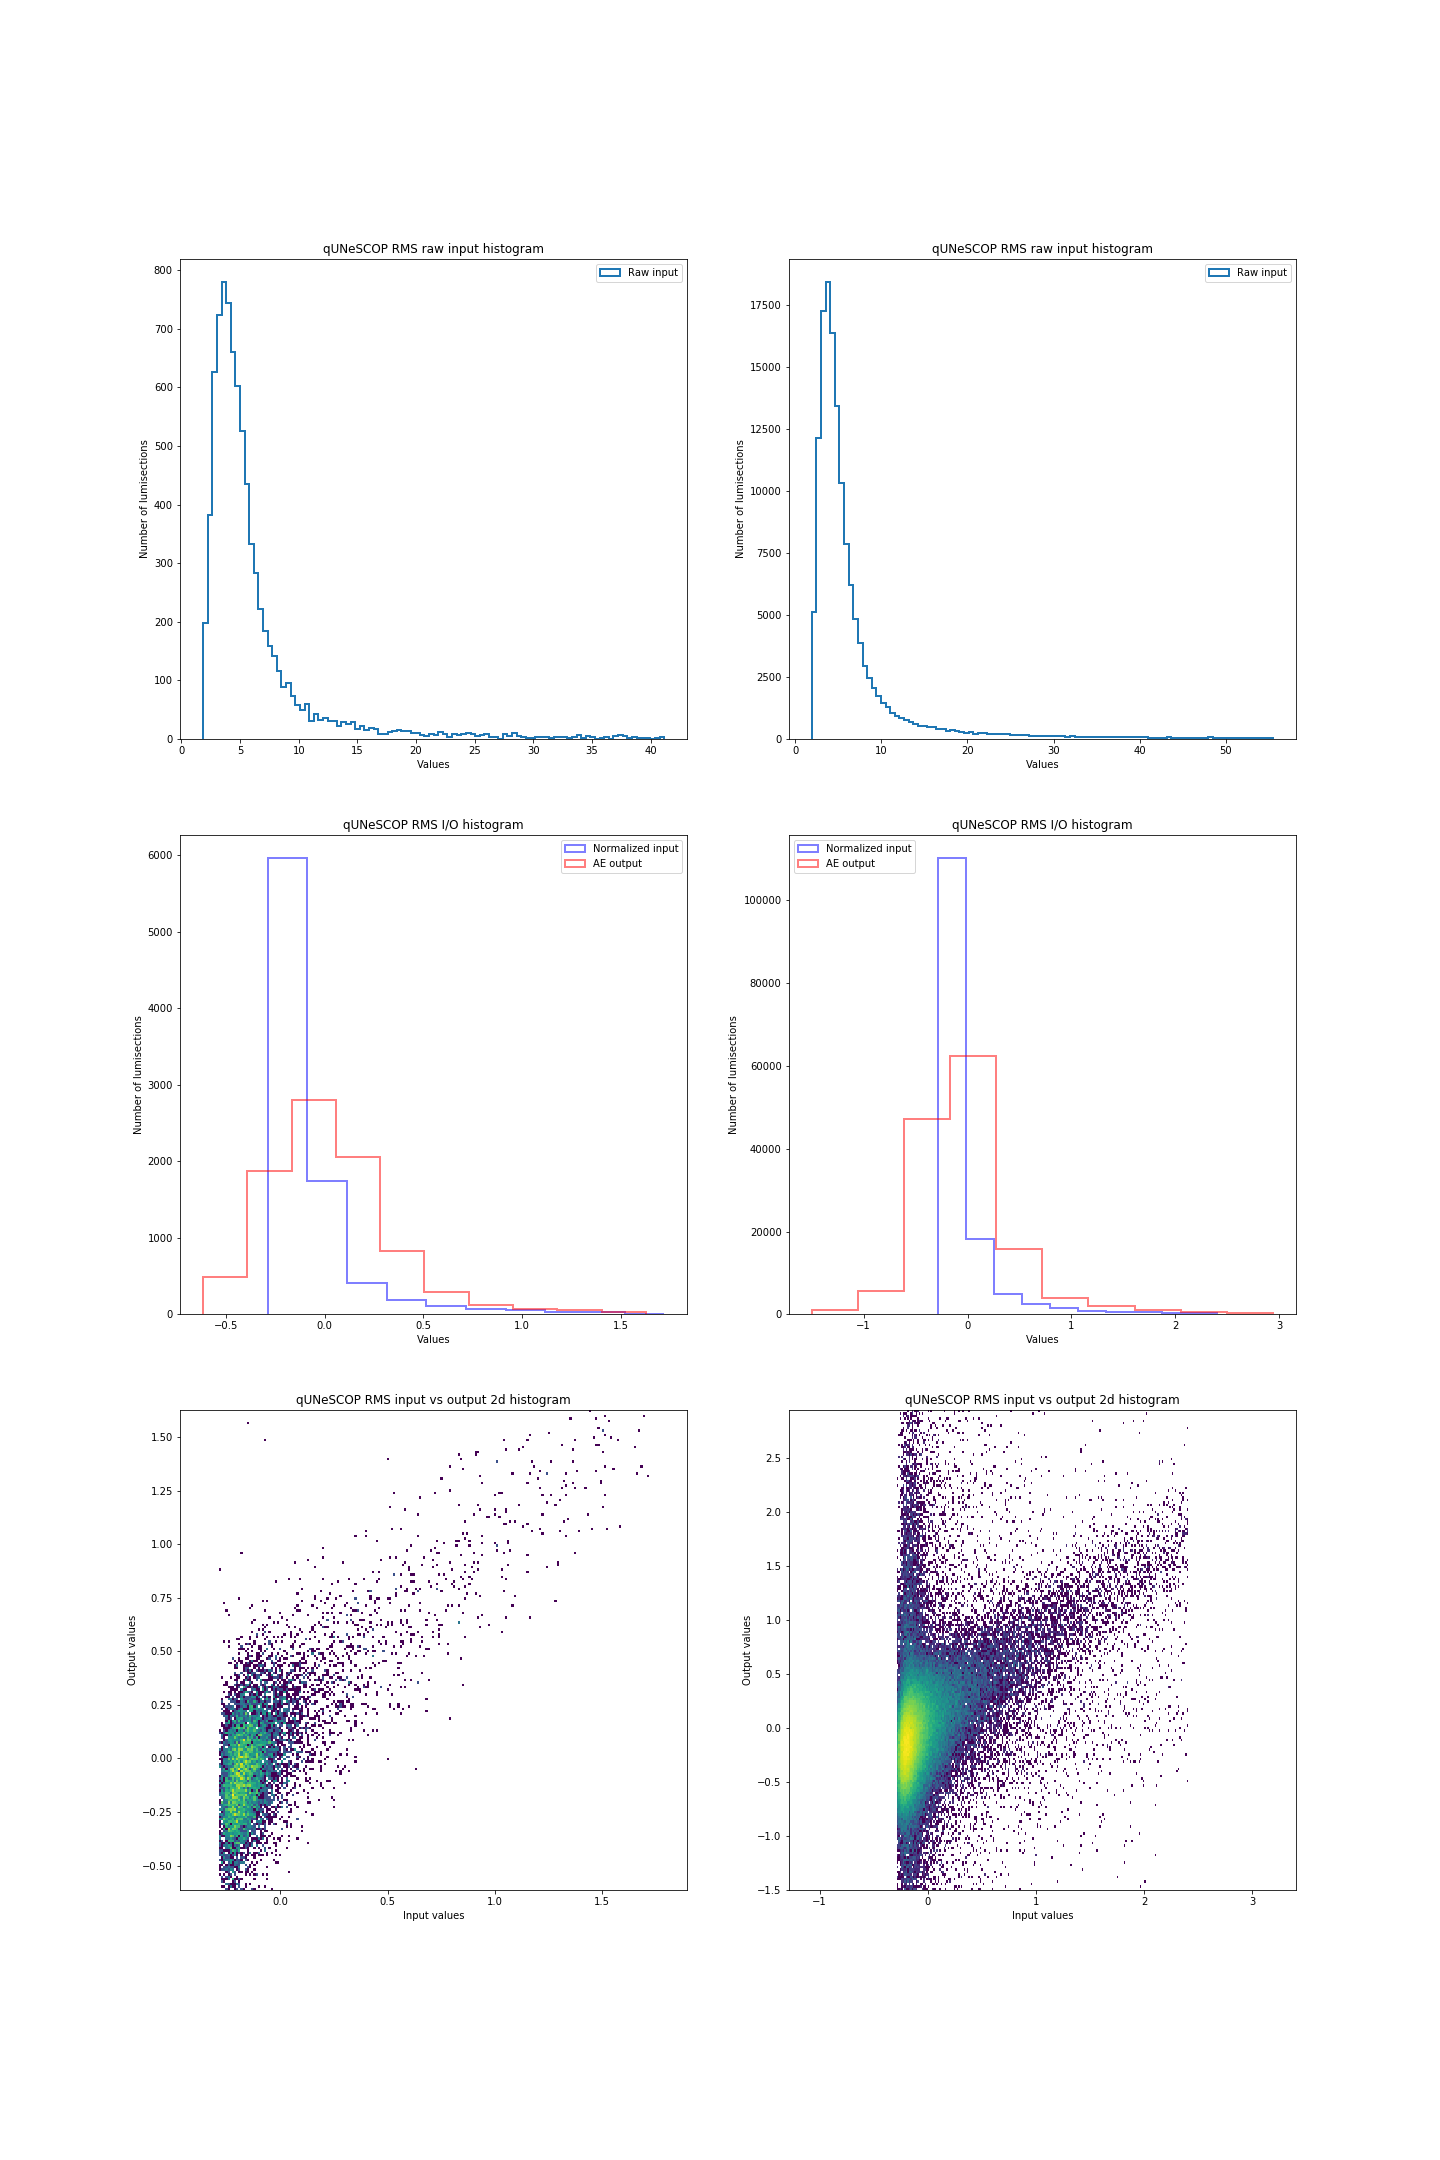 qUNeSCOP RMS raw input histogram
Raw input
800
700
600
500
400
300
200
100
0
Number of lumisections
0 5 10 15 20 25 30 35 40
Values
qUNeSCOP RMS raw input histogram
Raw input
17500
15000
12500
10000
7500
5000
2500
0
Number of lumisections
0 10 20 30 40 50
Values
qUNeSCOP RMS I/O histogram
Normalized input
AE output
6000
5000
4000
3000
2000
1000
0
Number of lumisections
−0.5 0.0 0.5 1.0 1.5
Values
qUNeSCOP RMS I/O histogram
Normalized input
AE output
100000
80000
60000
40000
20000
0
Number of lumisections
−1 0 1 2 3
Values
qUNeSCOP RMS input vs output 2d histogram
1.50
1.25
1.00
0.75
0.50
0.25
0.00
−0.25
−0.50
Output values
0.0 0.5 1.0 1.5
Input values
qUNeSCOP RMS input vs output 2d histogram
2.5
2.0
1.5
1.0
0.5
0.0
−0.5
−1.0
−1.5
Output values
−1 0 1 2 3
Input values